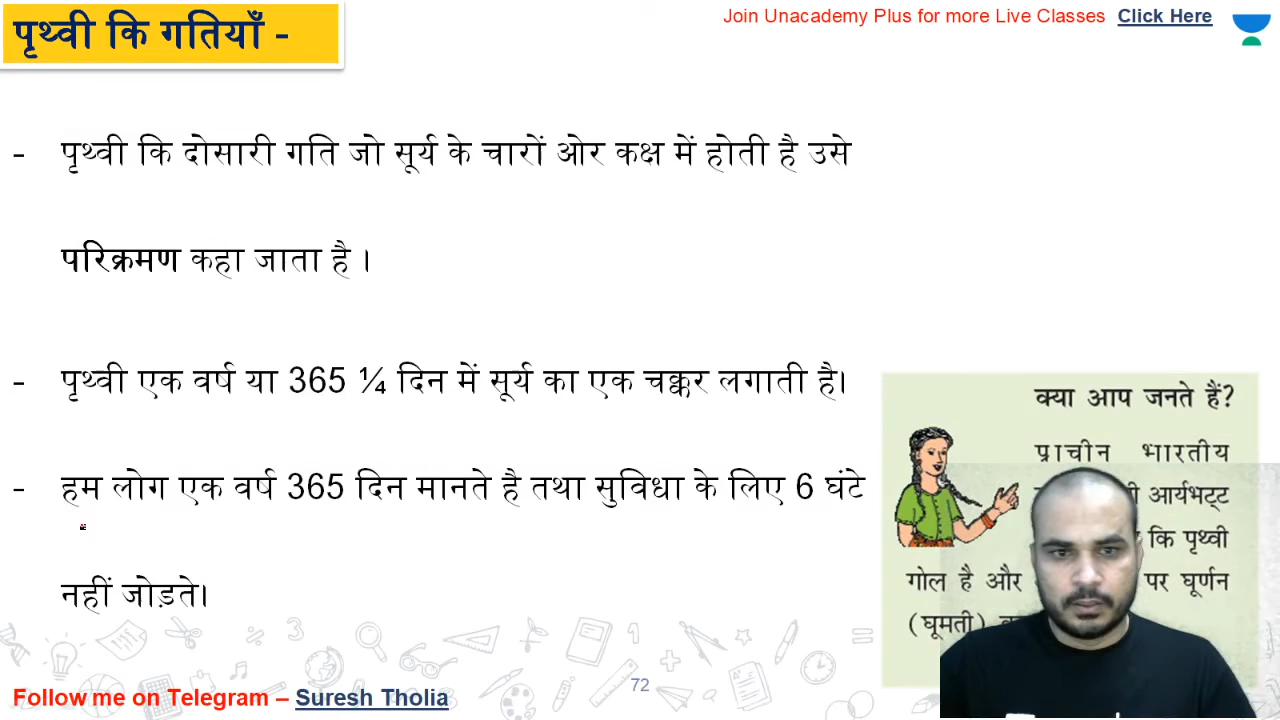 पृथ्वी कि गतियाँ -
Join Unacademy Plus for more Live Classes Click Here
- पृथ्वी कि दोसारी गति जो सूर्य के चारों ओर कक्ष में होती है उसे
परिक्रमण कहा जाता है ।
- पृथ्वी एक वर्ष या 365 ¼ दिन में सूर्य का एक चक्कर लगाती है।
- हम लोग एक वर्ष 365 दिन मानते है तथा सुविधा के लिए 6 घंटे
नहीं जोड़ते।
क्या आप जनते हैं?
प्राचीन भारतीय
आर्यभट्ट
कि पृथ्वी
गोल है और पर घूर्णन
(घूमती)
72
Follow me on Telegram – Suresh Tholia